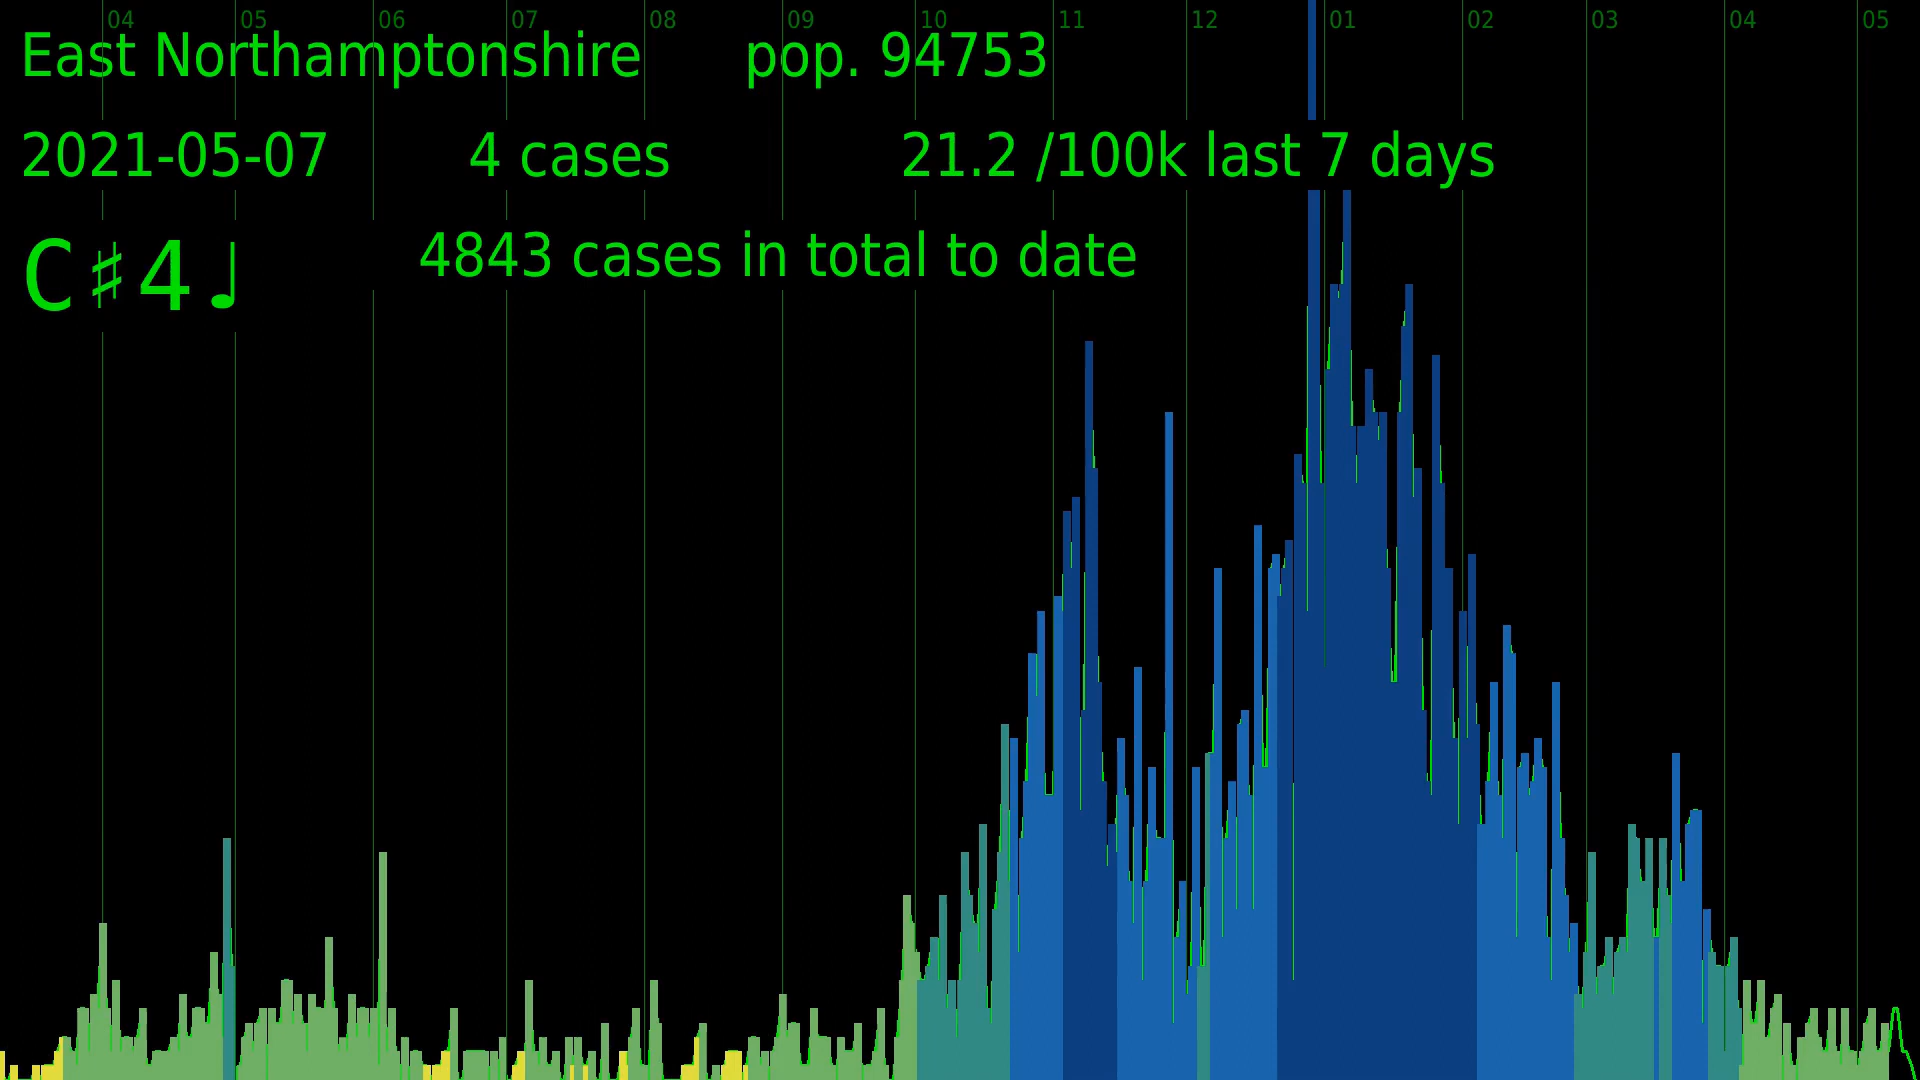 04 05 06 07 08 09 10 11 12 01 02 03 04 05
East Northamptonshire pop. 94753
2021-05-07 4 cases 21.2 /100k last 7 days
C♯4♩ 4843 cases in total to date